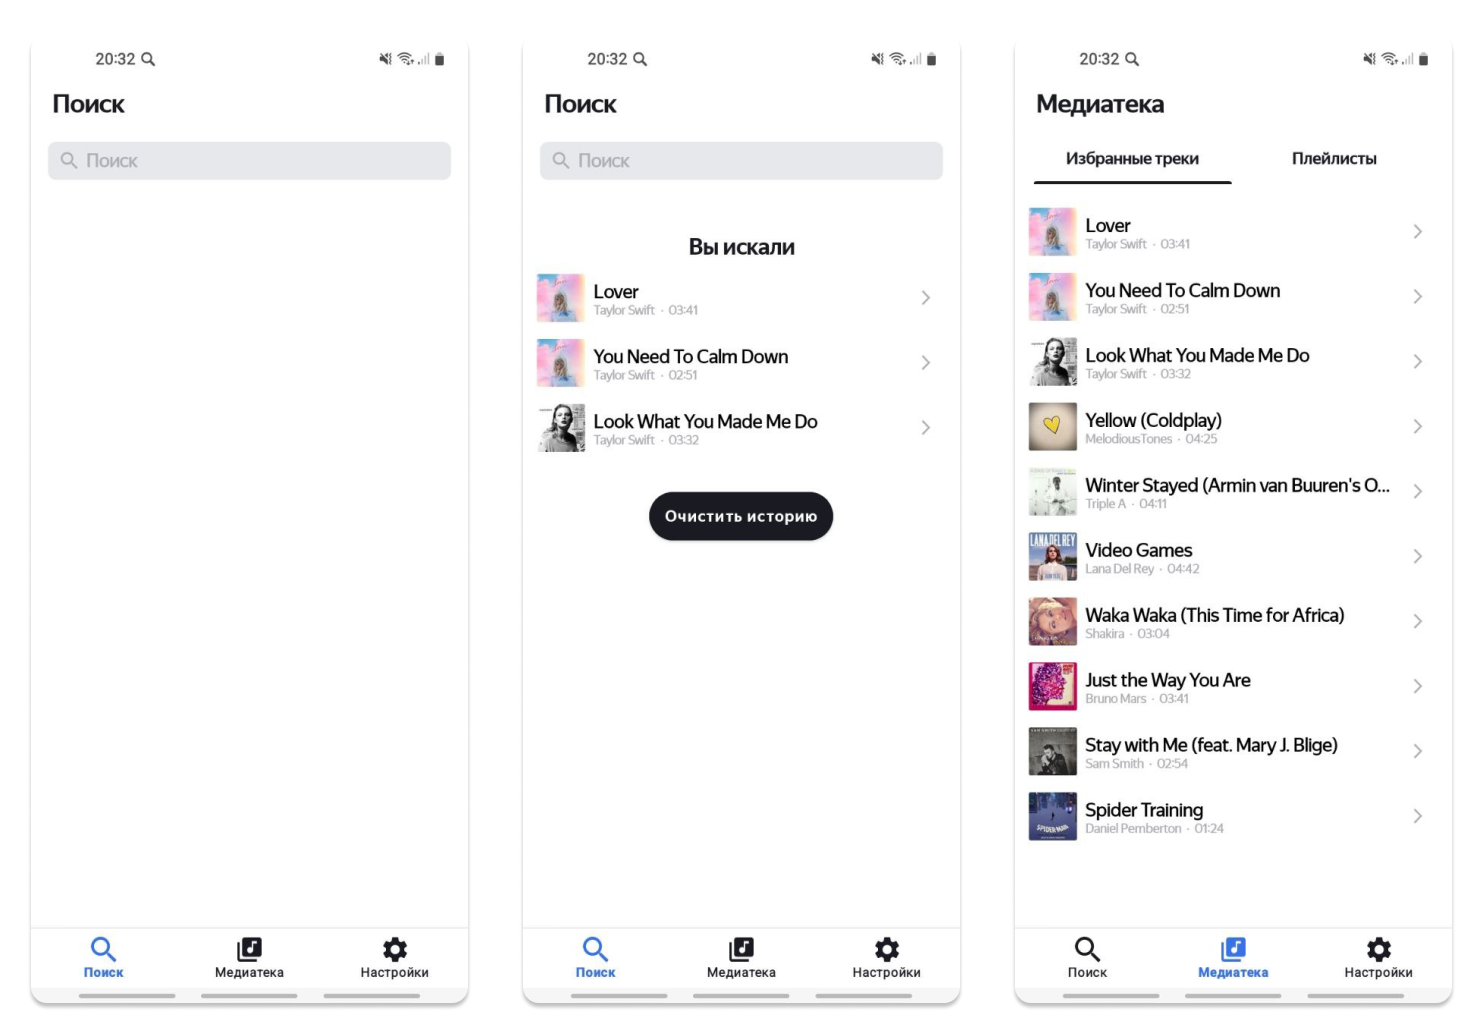 20:32
Поиск
Поиск
Поиск
Медиатека
Настройки
20:32
Поиск
Поиск
Вы искали
Lover
Taylor Swift · 03:41
You Need To Calm Down
Taylor Swift · 02:51
Look What You Made Me Do
Taylor Swift · 03:32
Очистить историю
Поиск
Медиатека
Настройки
20:32
Медиатека
Избранные треки
Плейлисты
Lover
Taylor Swift · 03:41
You Need To Calm Down
Taylor Swift · 02:51
Look What You Made Me Do
Taylor Swift · 03:32
Yellow (Coldplay)
MelodiousTones · 04:25
Winter Stayed (Armin van Buuren's O...
Triple A · 04:11
LANA DEL REY
Video Games
Lana Del Rey · 04:42
Waka Waka (This Time for Africa)
Shakira · 03:04
Just the Way You Are
Bruno Mars · 03:41
Stay with Me (feat. Mary J. Blige)
Sam Smith · 02:54
SPIDER-MAN
Spider Training
Daniel Pemberton · 01:24
Поиск
Медиатека
Настройки